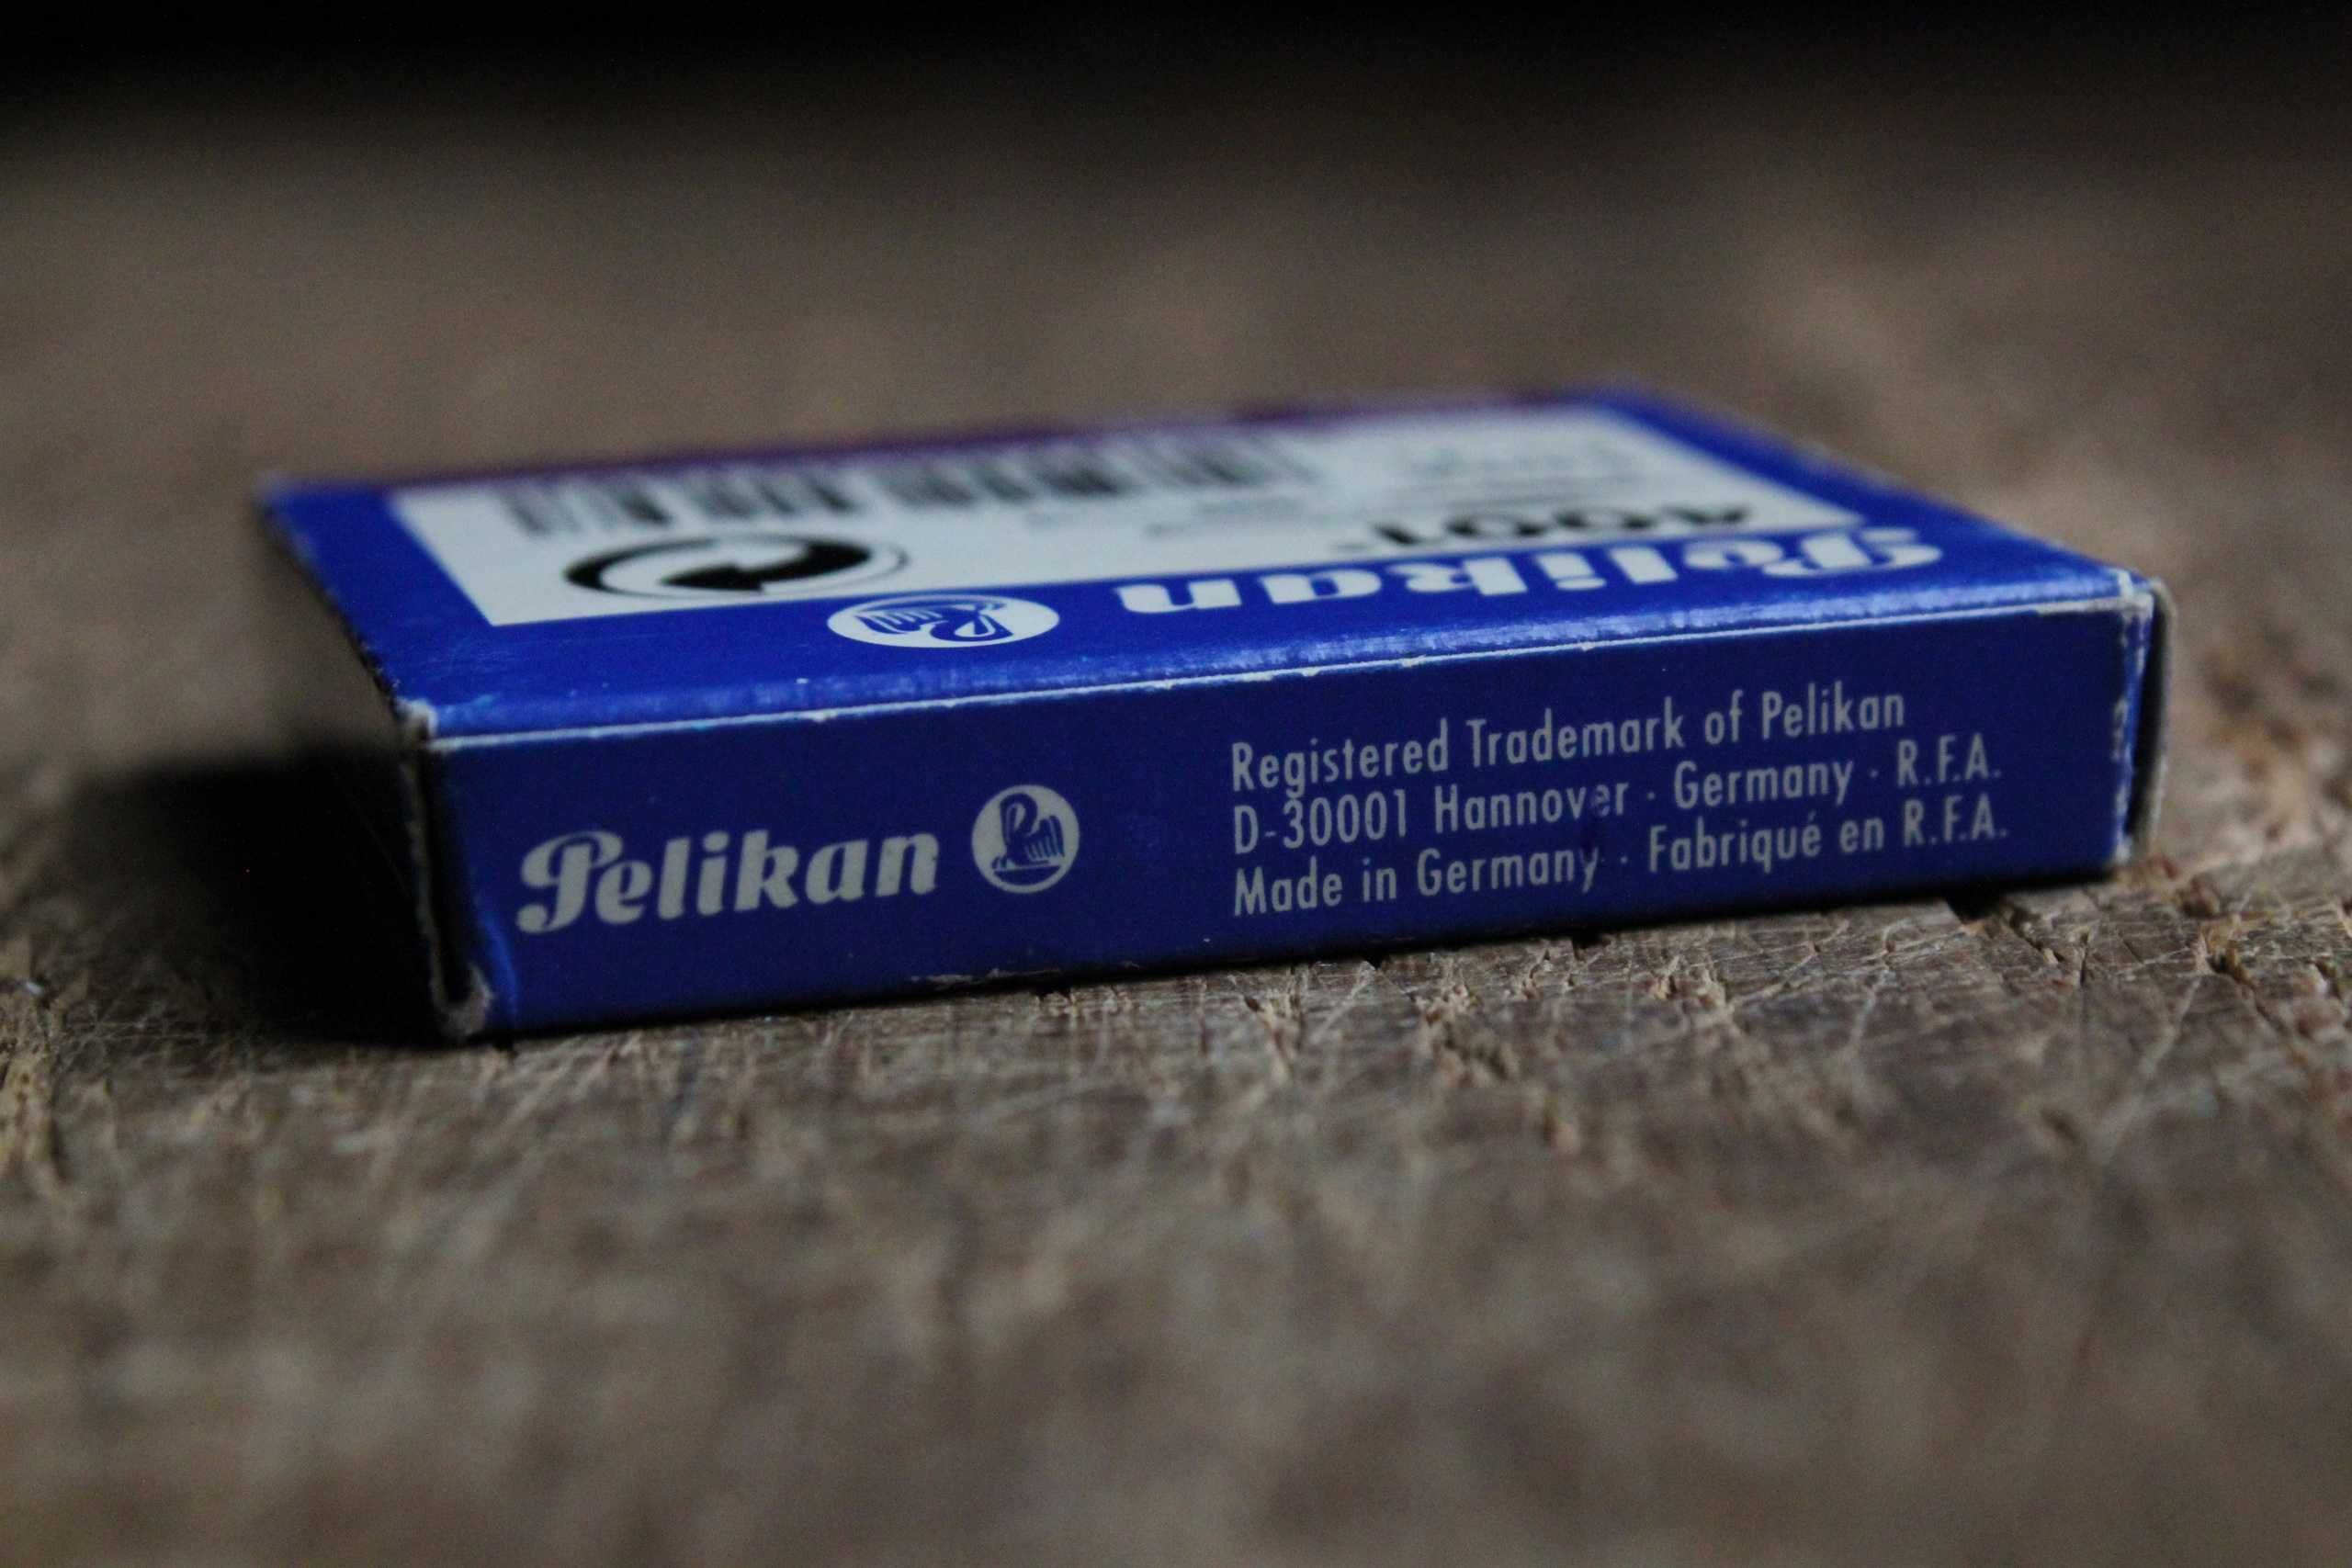 Pelikan
4001
Pelikan
Registered Trademark of Pelikan
D-30001 Hannover · Germany · R.F.A.
Made in Germany · Fabriqué en R.F.A.